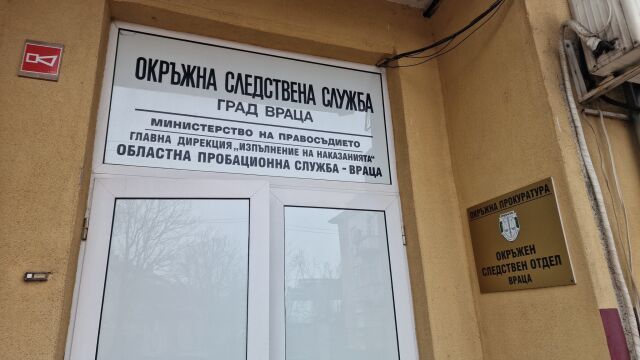 ОКРЪЖНА СЛЕДСТВЕНА СЛУЖБА
ГРАД ВРАЦА
МИНИСТЕРСТВО НА ПРАВОСЪДИЕТО
ГЛАВНА ДИРЕКЦИЯ „ИЗПЪЛНЕНИЕ НА НАКАЗАНИЯТА“
ОБЛАСТНА ПРОБАЦИОННА СЛУЖБА - ВРАЦА
ОКРЪЖНА ПРОКУРАТУРА
ОКРЪЖЕН
СЛЕДСТВЕН ОТДЕЛ
ВРАЦА